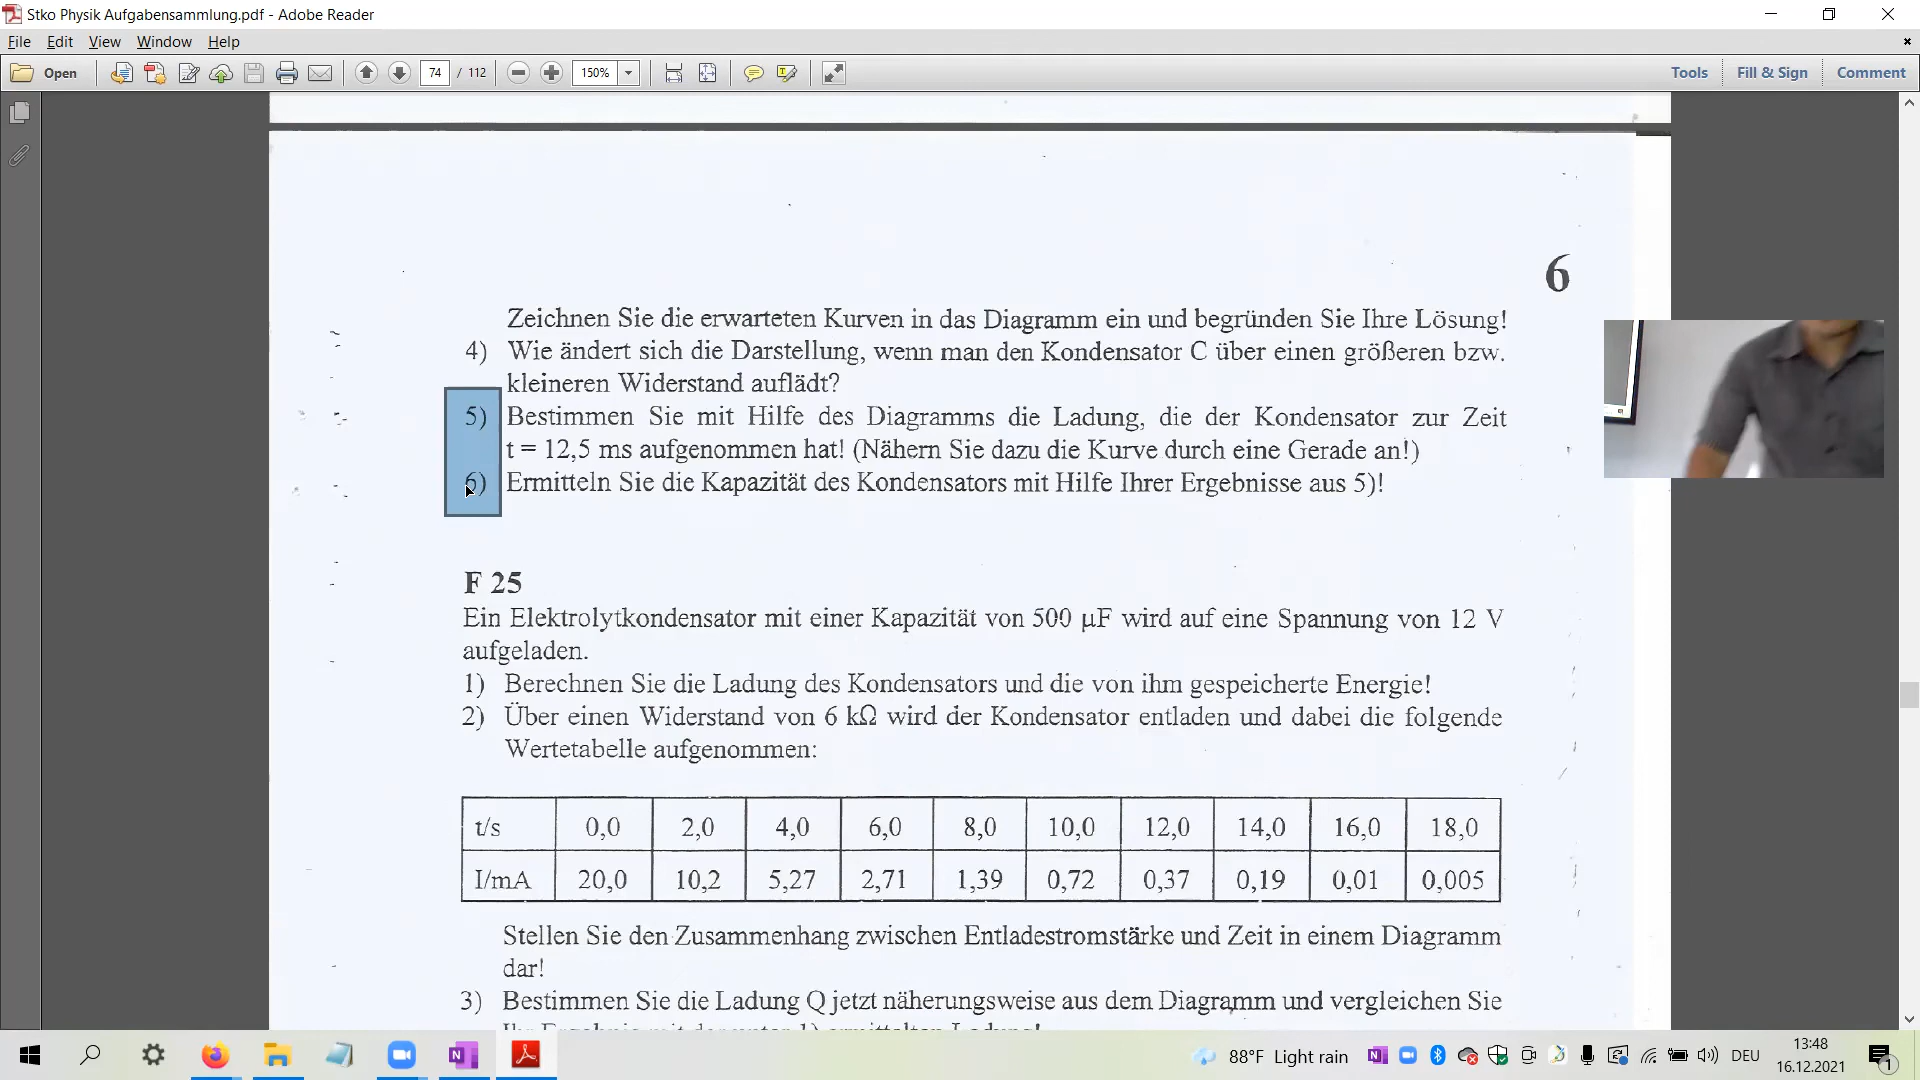 Stko Physik Aufgabensammlung.pdf - Adobe Reader
File Edit View Window Help
Open 74 / 112 150% Tools Fill & Sign Comment
6
Zeichnen Sie die erwarteten Kurven in das Diagramm ein und begründen Sie Ihre Lösung!
4) Wie ändert sich die Darstellung, wenn man den Kondensator C über einen größeren bzw.
kleineren Widerstand auflädt?
5) Bestimmen Sie mit Hilfe des Diagramms die Ladung, die der Kondensator zur Zeit
t = 12,5 ms aufgenommen hat! (Nähern Sie dazu die Kurve durch eine Gerade an!)
6) Ermitteln Sie die Kapazität des Kondensators mit Hilfe Ihrer Ergebnisse aus 5)!
F 25
Ein Elektrolytkondensator mit einer Kapazität von 500 µF wird auf eine Spannung von 12 V
aufgeladen.
1) Berechnen Sie die Ladung des Kondensators und die von ihm gespeicherte Energie!
2) Über einen Widerstand von 6 kΩ wird der Kondensator entladen und dabei die folgende
Wertetabelle aufgenommen:
t/s 0,0 2,0 4,0 6,0 8,0 10,0 12,0 14,0 16,0 18,0
I/mA 20,0 10,2 5,27 2,71 1,39 0,72 0,37 0,19 0,01 0,005
Stellen Sie den Zusammenhang zwischen Entladestromstärke und Zeit in einem Diagramm
dar!
3) Bestimmen Sie die Ladung Q jetzt näherungsweise aus dem Diagramm und vergleichen Sie
88°F Light rain DEU 13:48
16.12.2021 1